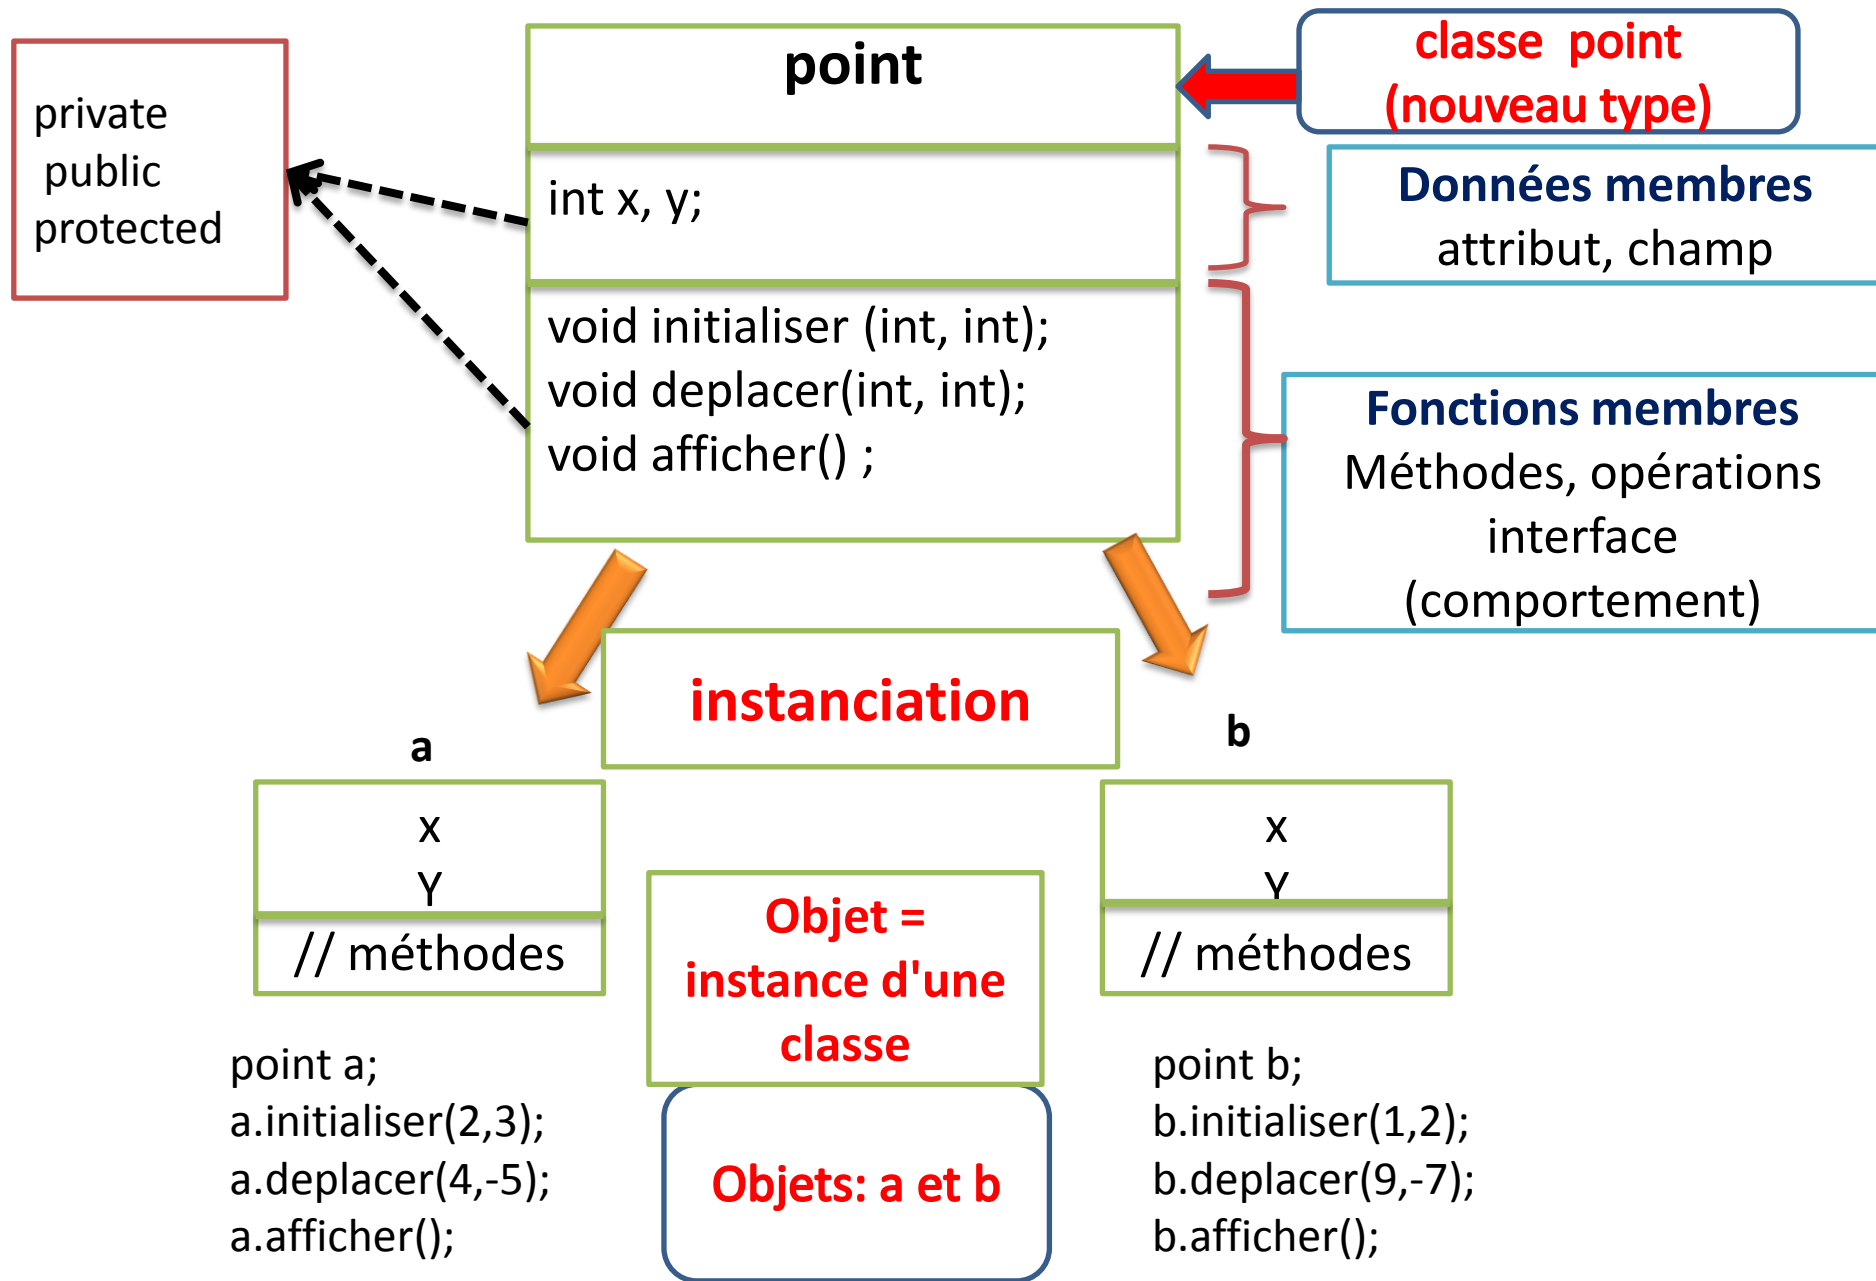 private
public
protected
point
classe point
(nouveau type)
int x, y;
Données membres
attribut, champ
void initialiser (int, int);
void deplacer(int, int);
void afficher() ;
Fonctions membres
Méthodes, opérations
interface
(comportement)
instanciation
a
b
x
Y
// méthodes
x
Y
// méthodes
Objet =
instance d'une
classe
point a;
a.initialiser(2,3);
a.deplacer(4,-5);
a.afficher();
Objets: a et b
point b;
b.initialiser(1,2);
b.deplacer(9,-7);
b.afficher();